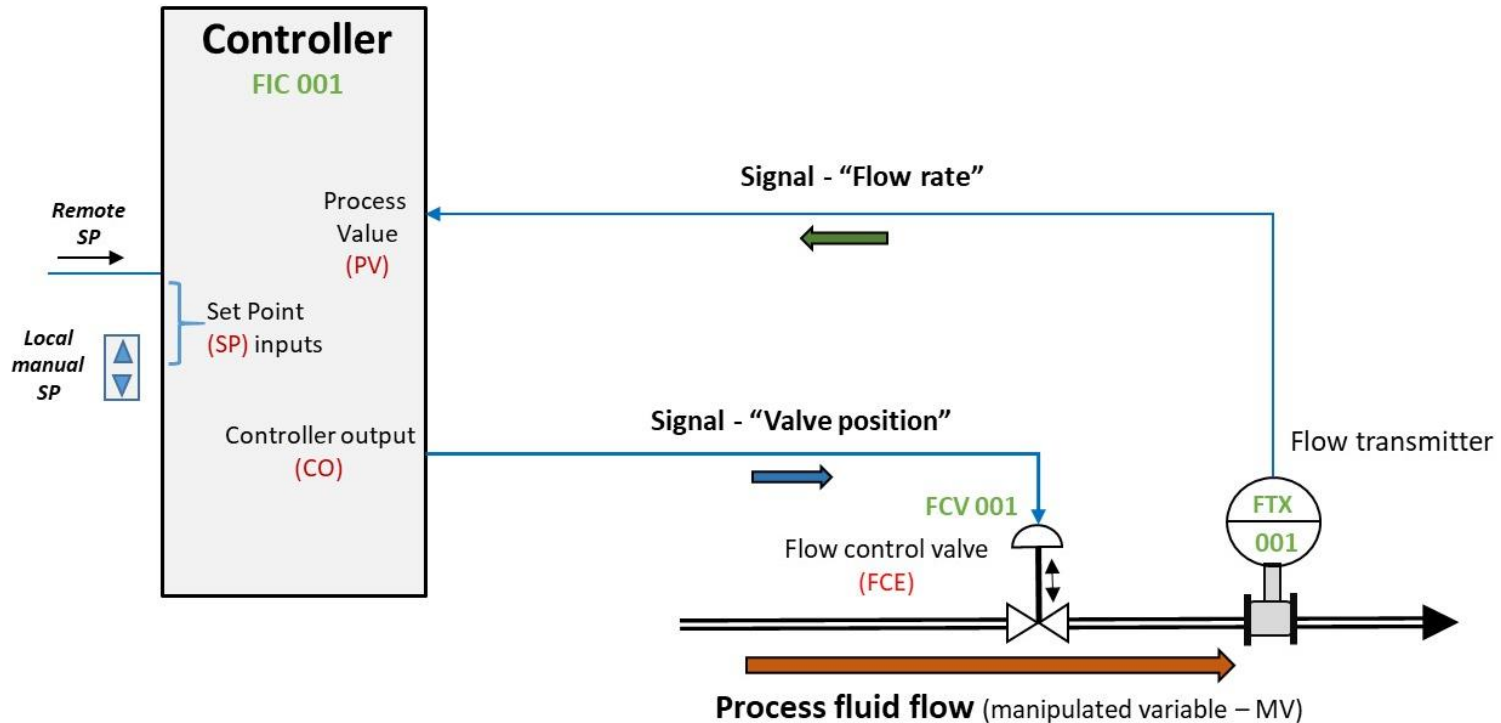 Controller
FIC 001
Signal - “Flow rate”
Remote
SP
Process
Value
(PV)
Set Point
(SP) inputs
Local
manual
SP
Signal - “Valve position”
Controller output
(CO)
Flow transmitter
FCV 001
FTX
001
Flow control valve
(FCE)
Process fluid flow (manipulated variable – MV)